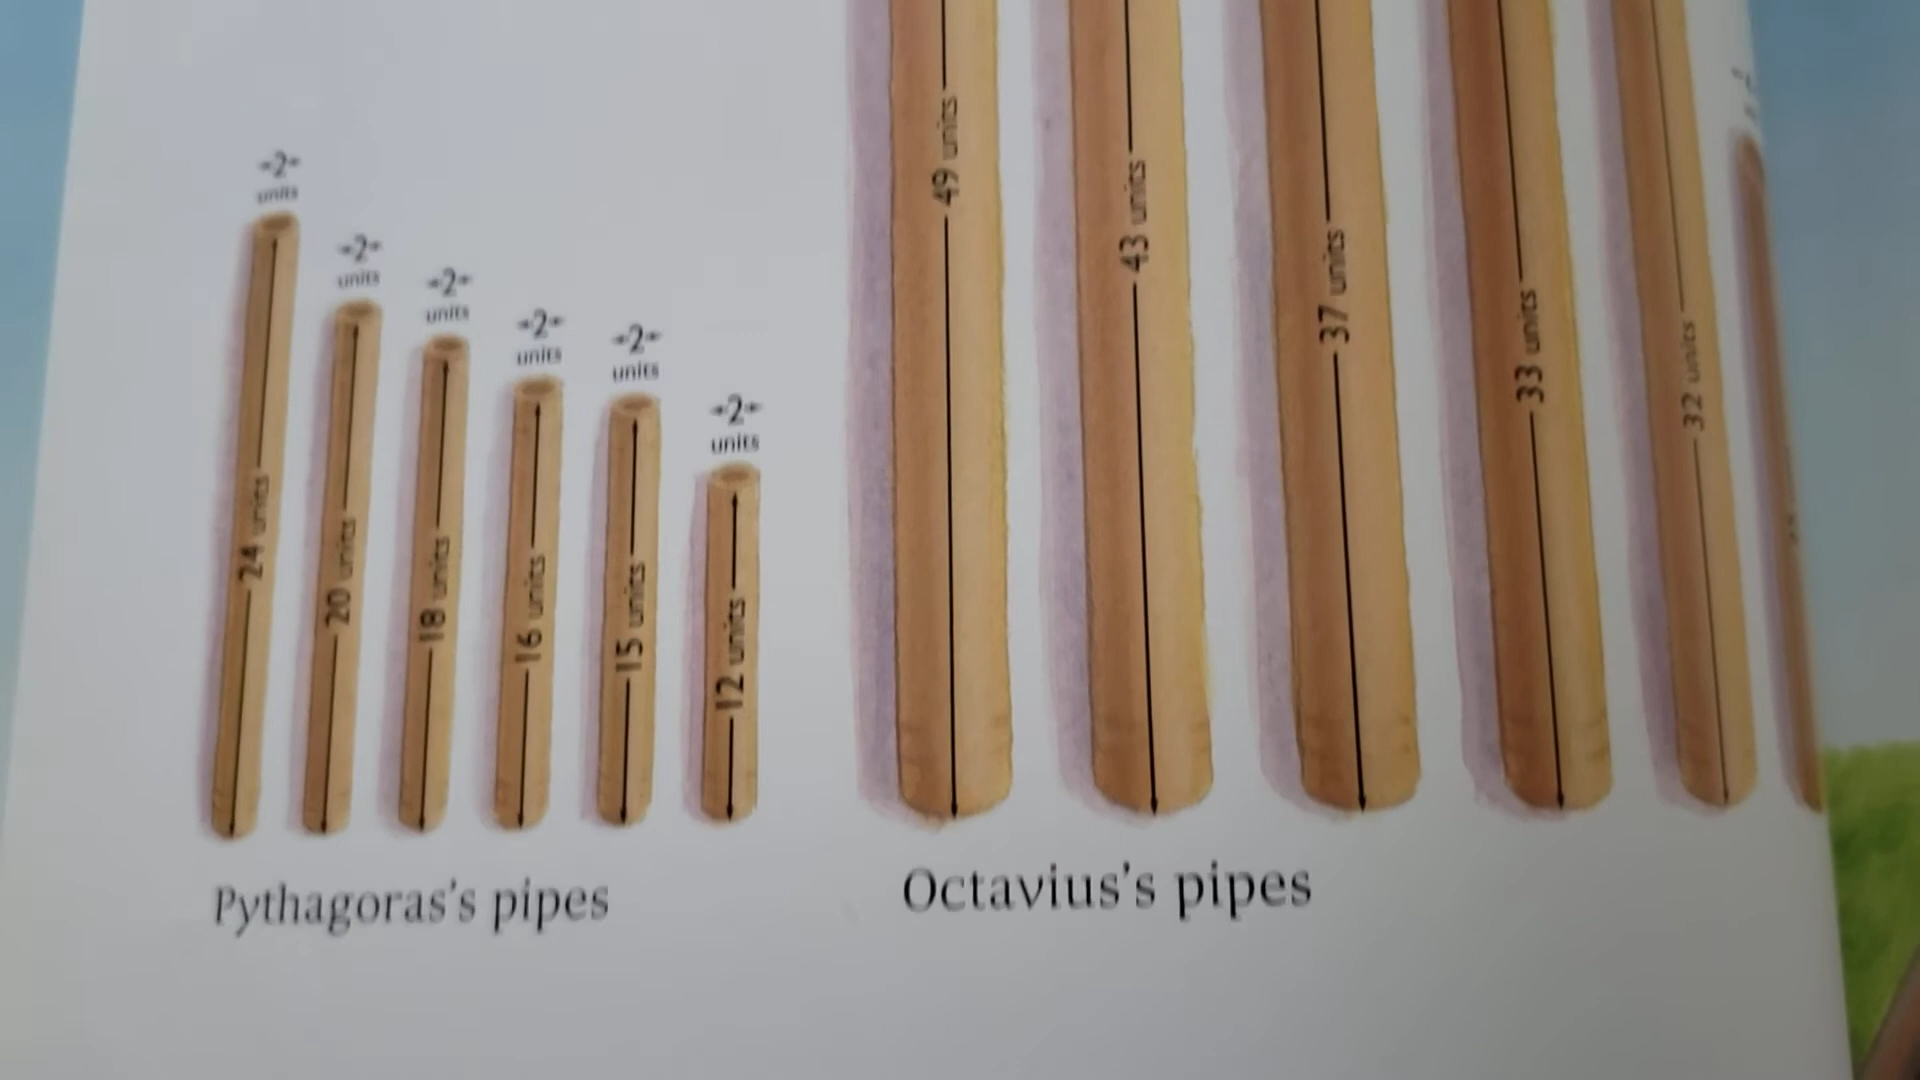 -2-
units
-2-
units
-2-
units
-2-
units
-2-
units
-2-
units
24 units
20 units
18 units
16 units
15 units
12 units
49 units
43 units
37 units
33 units
32 units
Pythagoras's pipes
Octavius's pipes